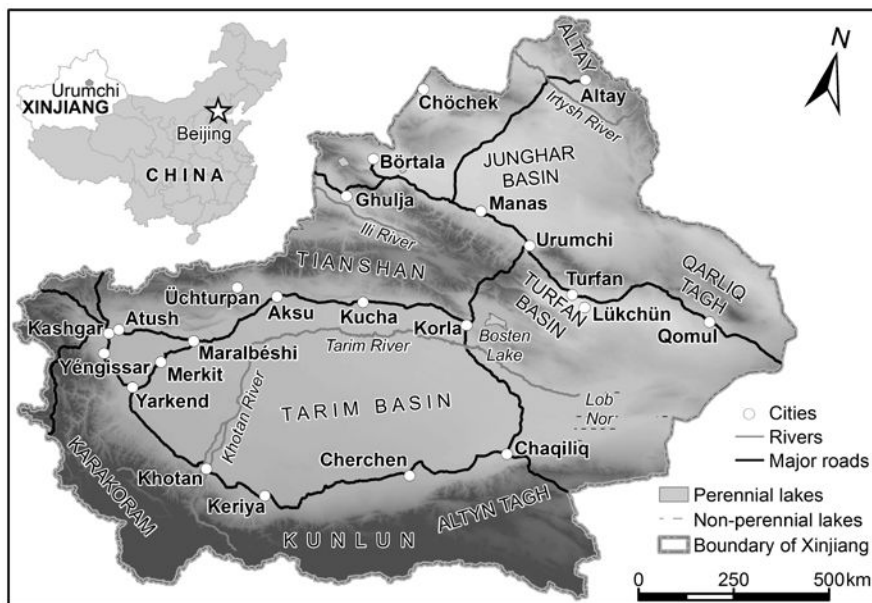 Urumchi
XINJIANG
Beijing
CHINA
N
ALTAY
Altay
Irtysh River
Chöchek
Börtala
JUNGHAR
BASIN
Ghulja
Manas
Ili River
Urumchi
TIANSHAN
QARLIQ
TAGH
Turfan
TURFAN
BASIN
Lükchün
Qomul
Üchturpan
Aksu
Kucha
Korla
Bosten
Lake
Kashgar
Atush
Maralbéshi
Tarim River
Yéngissar
Merkit
Yarkend
Khotan River
TARIM BASIN
Lob
Nor
KARAKORAM
Khotan
Cherchen
Chaqiliq
Keriya
ALTYN TAGH
KUNLUN
Cities
Rivers
Major roads
Perennial lakes
Non-perennial lakes
Boundary of Xinjiang
0 250 500 km